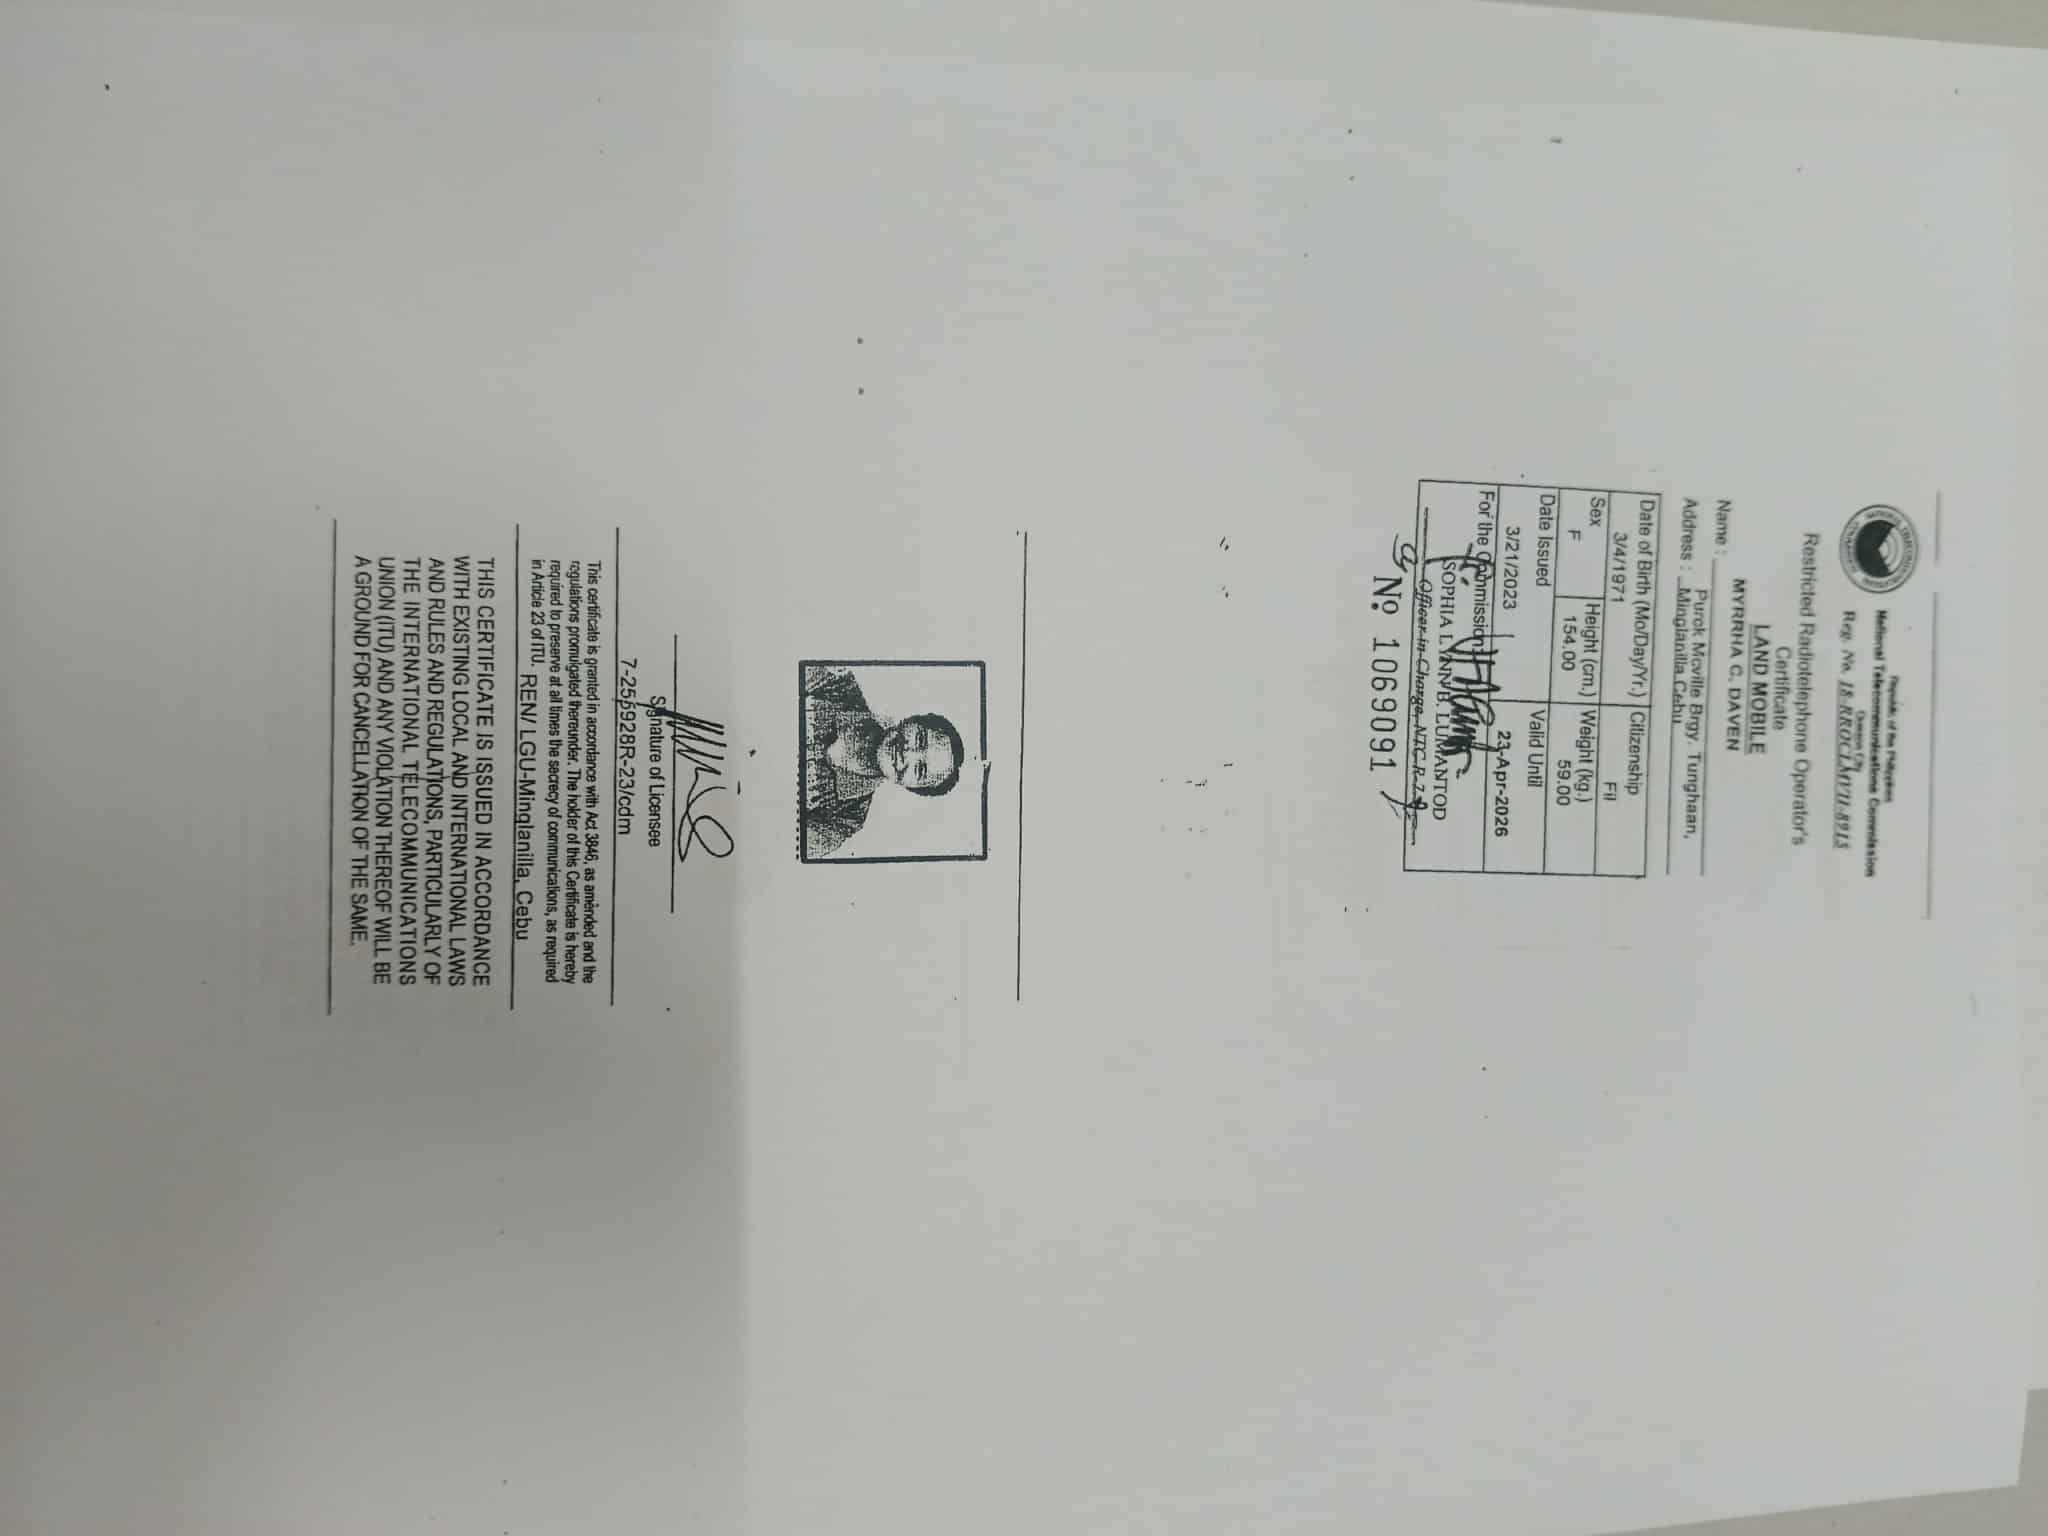 Republic of the Philippines
National Telecommunications Commission
Quezon City
Reg. No. 18-RROCLMVII-8915
Restricted Radiotelephone Operator's
Certificate
LAND MOBILE
MYRRHA C. DAVEN
Name :
Purok Mcville Brgy. Tunghaan,
Address : Minglanilla Cebu
Date of Birth (Mo/Day/Yr.) Citizenship
3/4/1971 Fil
Sex Height (cm.) Weight (kg.)
F 154.00 59.00
Date Issued Valid Until
3/21/2023 23-Apr-2026
For the Commission:
SOPHIA LYNN B. LUMANTOD
Officer-in-Charge, NTC R-7
Nº 1069091
Signature of Licensee
7-255928R-23/cdm
This certificate is granted in accordance with Act 3846, as amended and the
regulations promulgated thereunder. The holder of this Certificate is hereby
required to preserve at all times the secrecy of communications, as required
in Article 23 of ITU. REN/ LGU-Minglanilla, Cebu
THIS CERTIFICATE IS ISSUED IN ACCORDANCE
WITH EXISTING LOCAL AND INTERNATIONAL LAWS
AND RULES AND REGULATIONS, PARTICULARLY OF
THE INTERNATIONAL TELECOMMUNICATIONS
UNION (ITU) AND ANY VIOLATION THEREOF WILL BE
A GROUND FOR CANCELLATION OF THE SAME.